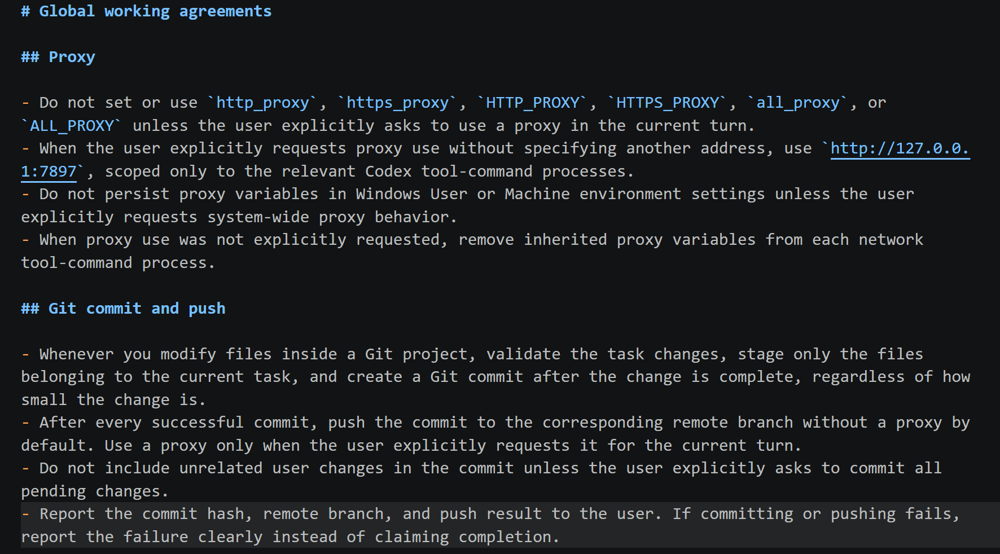 # Global working agreements
## Proxy
- Do not set or use `http_proxy`, `https_proxy`, `HTTP_PROXY`, `HTTPS_PROXY`, `all_proxy`, or
`ALL_PROXY` unless the user explicitly asks to use a proxy in the current turn.
- When the user explicitly requests proxy use without specifying another address, use `http://127.0.0.
1:7897`, scoped only to the relevant Codex tool-command processes.
- Do not persist proxy variables in Windows User or Machine environment settings unless the user
explicitly requests system-wide proxy behavior.
- When proxy use was not explicitly requested, remove inherited proxy variables from each network
tool-command process.
## Git commit and push
- Whenever you modify files inside a Git project, validate the task changes, stage only the files
belonging to the current task, and create a Git commit after the change is complete, regardless of how
small the change is.
- After every successful commit, push the commit to the corresponding remote branch without a proxy by
default. Use a proxy only when the user explicitly requests it for the current turn.
- Do not include unrelated user changes in the commit unless the user explicitly asks to commit all
pending changes.
- Report the commit hash, remote branch, and push result to the user. If committing or pushing fails,
report the failure clearly instead of claiming completion.